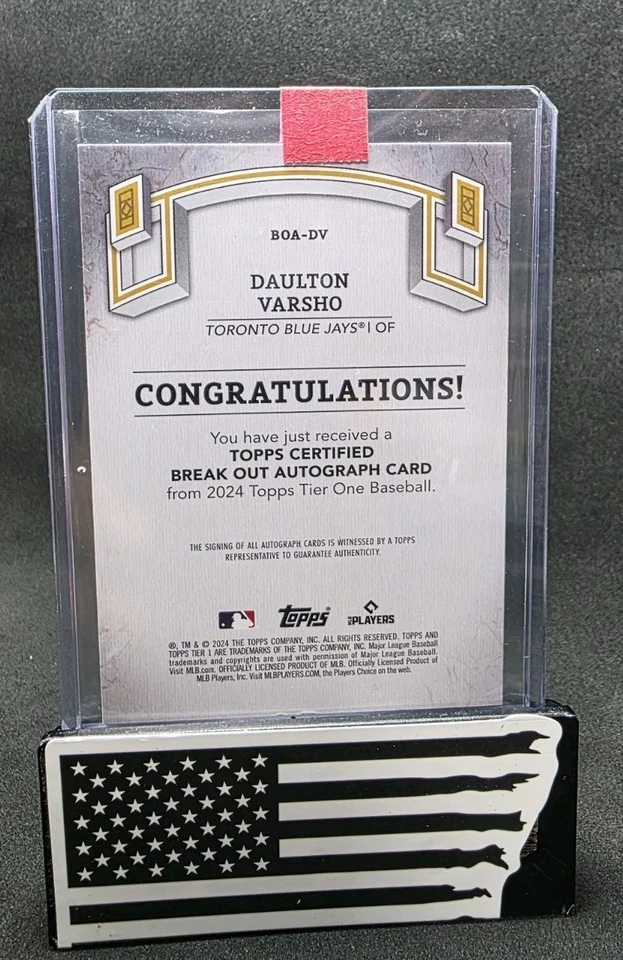 BOA-DV
DAULTON
VARSHO
TORONTO BLUE JAYS® | OF
CONGRATULATIONS!
You have just received a
TOPPS CERTIFIED
BREAK OUT AUTOGRAPH CARD
from 2024 Topps Tier One Baseball.
THE SIGNING OF ALL AUTOGRAPH CARDS IS WITNESSED BY A TOPPS
REPRESENTATIVE TO GUARANTEE AUTHENTICITY.
topps® MLB PLAYERS
®, TM & © 2024 THE TOPPS COMPANY, INC. ALL RIGHTS RESERVED. TOPPS AND
TOPPS TIER 1 ARE TRADEMARKS OF THE TOPPS COMPANY, INC. Major League Baseball
trademarks and copyrights are used with permission of Major League Baseball.
Visit MLB.com. OFFICIALLY LICENSED PRODUCT OF MLB. Officially Licensed Product of
MLB Players, Inc. Visit MLBPLAYERS.COM, the Players Choice on the web.